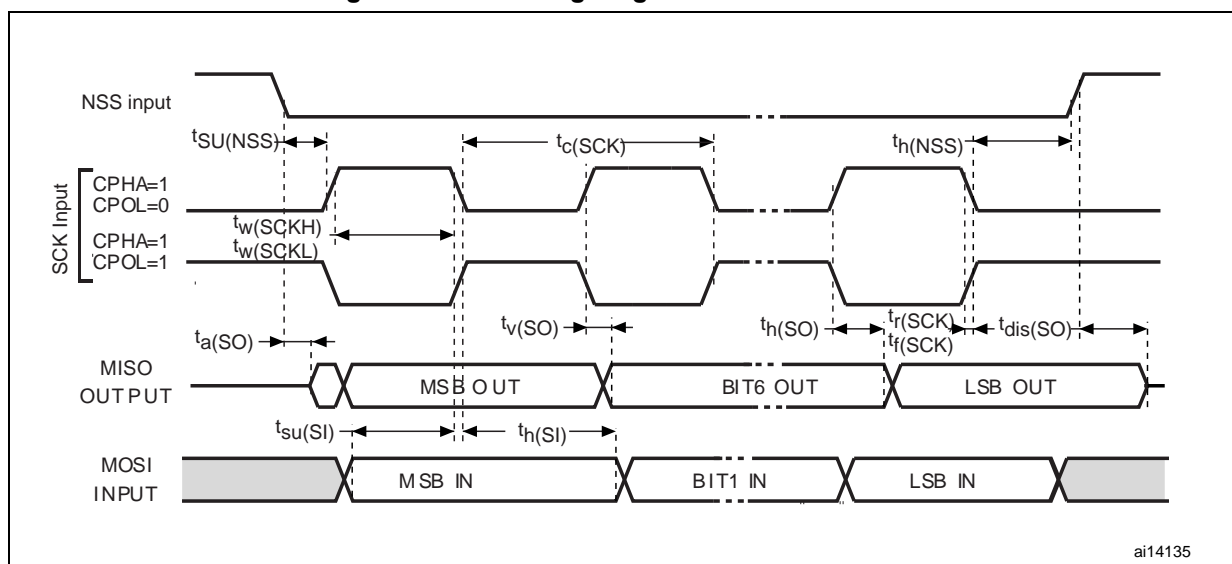 NSS input
tSU(NSS)
tc(SCK)
th(NSS)
SCK Input
CPHA=1
CPOL=0
CPHA=1
CPOL=1
tw(SCKH)
tw(SCKL)
ta(SO)
tv(SO)
th(SO)
tr(SCK)
tf(SCK)
tdis(SO)
MISO
OUTPUT
MSB OUT
BIT6 OUT
LSB OUT
tsu(SI)
th(SI)
MOSI
INPUT
MSB IN
BIT1 IN
LSB IN
ai14135